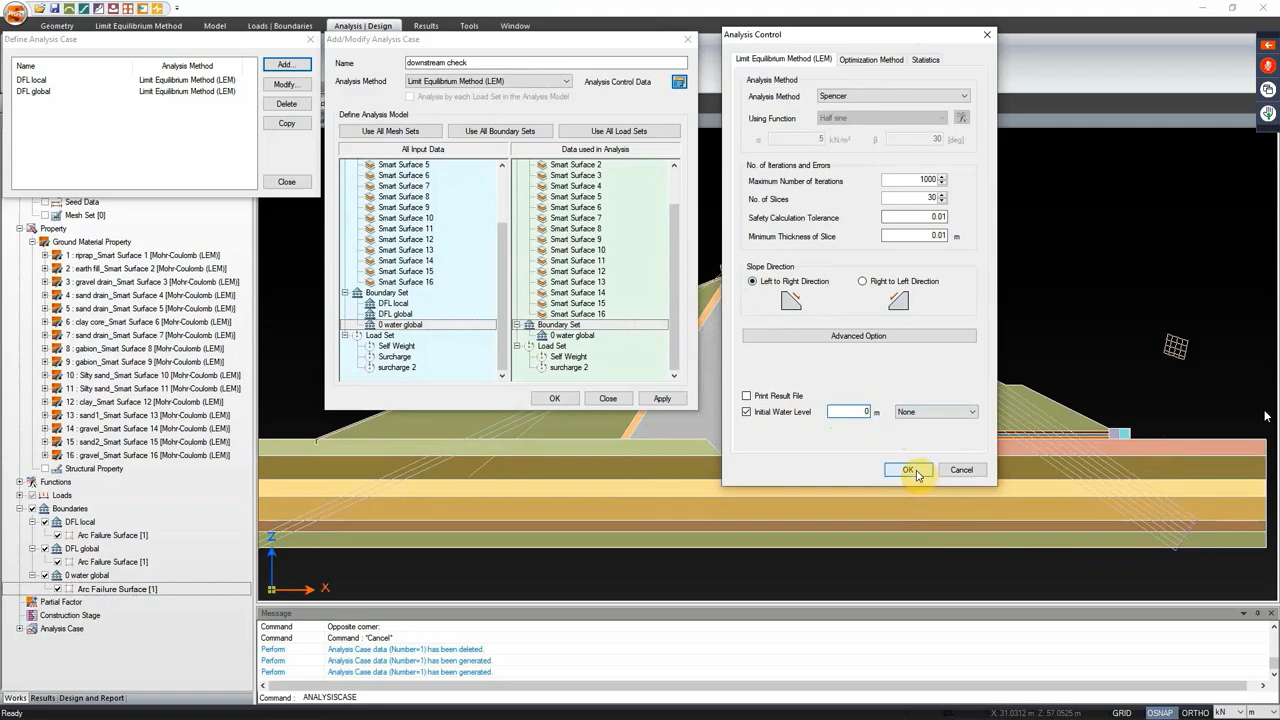 Geometry
Limit Equilibrium Method
Model
Loads | Boundaries
Analysis | Design
Results
Tools
Window
Define Analysis Case
Name
Analysis Method
DFL local
Limit Equilibrium Method (LEM)
DFL global
Limit Equilibrium Method (LEM)
Add...
Modify...
Delete
Copy
Close
Add/Modify Analysis Case
Name
downstream check
Analysis Method
Limit Equilibrium Method (LEM)
Analysis Control Data
Analysis by each Load Set in the Analysis Model
Define Analysis Model
Use All Mesh Sets
Use All Boundary Sets
Use All Load Sets
All Input Data
Smart Surface 5
Smart Surface 6
Smart Surface 7
Smart Surface 8
Smart Surface 9
Smart Surface 10
Smart Surface 11
Smart Surface 12
Smart Surface 13
Smart Surface 14
Smart Surface 15
Smart Surface 16
Boundary Set
DFL local
DFL global
0 water global
Load Set
Self Weight
Surcharge
surcharge 2
Data used in Analysis
Smart Surface 2
Smart Surface 3
Smart Surface 4
Smart Surface 5
Smart Surface 6
Smart Surface 7
Smart Surface 8
Smart Surface 9
Smart Surface 10
Smart Surface 11
Smart Surface 12
Smart Surface 13
Smart Surface 14
Smart Surface 15
Smart Surface 16
Boundary Set
0 water global
Load Set
Self Weight
surcharge 2
OK
Close
Apply
Analysis Control
Limit Equilibrium Method (LEM)
Optimization Method
Statistics
Analysis Method
Analysis Method
Spencer
Using Function
Half sine
α
5
kN/m²
β
30
[deg]
No. of Iterations and Errors
Maximum Number of Iterations
1000
No. of Slices
30
Safety Calculation Tolerance
0.01
Minimum Thickness of Slice
0.01
m
Slope Direction
Left to Right Direction
Right to Left Direction
Advanced Option
Print Result File
Initial Water Level
0
m
None
OK
Cancel
Seed Data
Mesh Set [0]
Property
Ground Material Property
1 : riprap_Smart Surface 1 [Mohr-Coulomb (LEM)]
2 : earth fill_Smart Surface 2 [Mohr-Coulomb (LEM)]
3 : gravel drain_Smart Surface 3 [Mohr-Coulomb (LEM)]
4 : sand drain_Smart Surface 4 [Mohr-Coulomb (LEM)]
5 : sand drain_Smart Surface 5 [Mohr-Coulomb (LEM)]
6 : clay core_Smart Surface 6 [Mohr-Coulomb (LEM)]
7 : sand drain_Smart Surface 7 [Mohr-Coulomb (LEM)]
8 : gabion_Smart Surface 8 [Mohr-Coulomb (LEM)]
9 : gabion_Smart Surface 9 [Mohr-Coulomb (LEM)]
10 : Silty sand_Smart Surface 10 [Mohr-Coulomb (LEM)]
11 : Silty sand_Smart Surface 11 [Mohr-Coulomb (LEM)]
12 : clay_Smart Surface 12 [Mohr-Coulomb (LEM)]
13 : sand1_Smart Surface 13 [Mohr-Coulomb (LEM)]
14 : gravel_Smart Surface 14 [Mohr-Coulomb (LEM)]
15 : sand2_Smart Surface 15 [Mohr-Coulomb (LEM)]
16 : gravel_Smart Surface 16 [Mohr-Coulomb (LEM)]
Structural Property
Functions
Loads
Boundaries
DFL local
Arc Failure Surface [1]
DFL global
Arc Failure Surface [1]
0 water global
Arc Failure Surface [1]
Partial Factor
Construction Stage
Analysis Case
Works
Results
Design and Report
Z
X
Message
Command Opposite corner:
Command Command : "Cancel"
Perform Analysis Case data (Number=1) has been deleted.
Perform Analysis Case data (Number=1) has been generated.
Perform Analysis Case data (Number=1) has been generated.
Command : ANALYSISCASE
Ready
X: 31.0312 m Z: 57.0525 m
GRID
OSNAP
ORTHO
kN
m